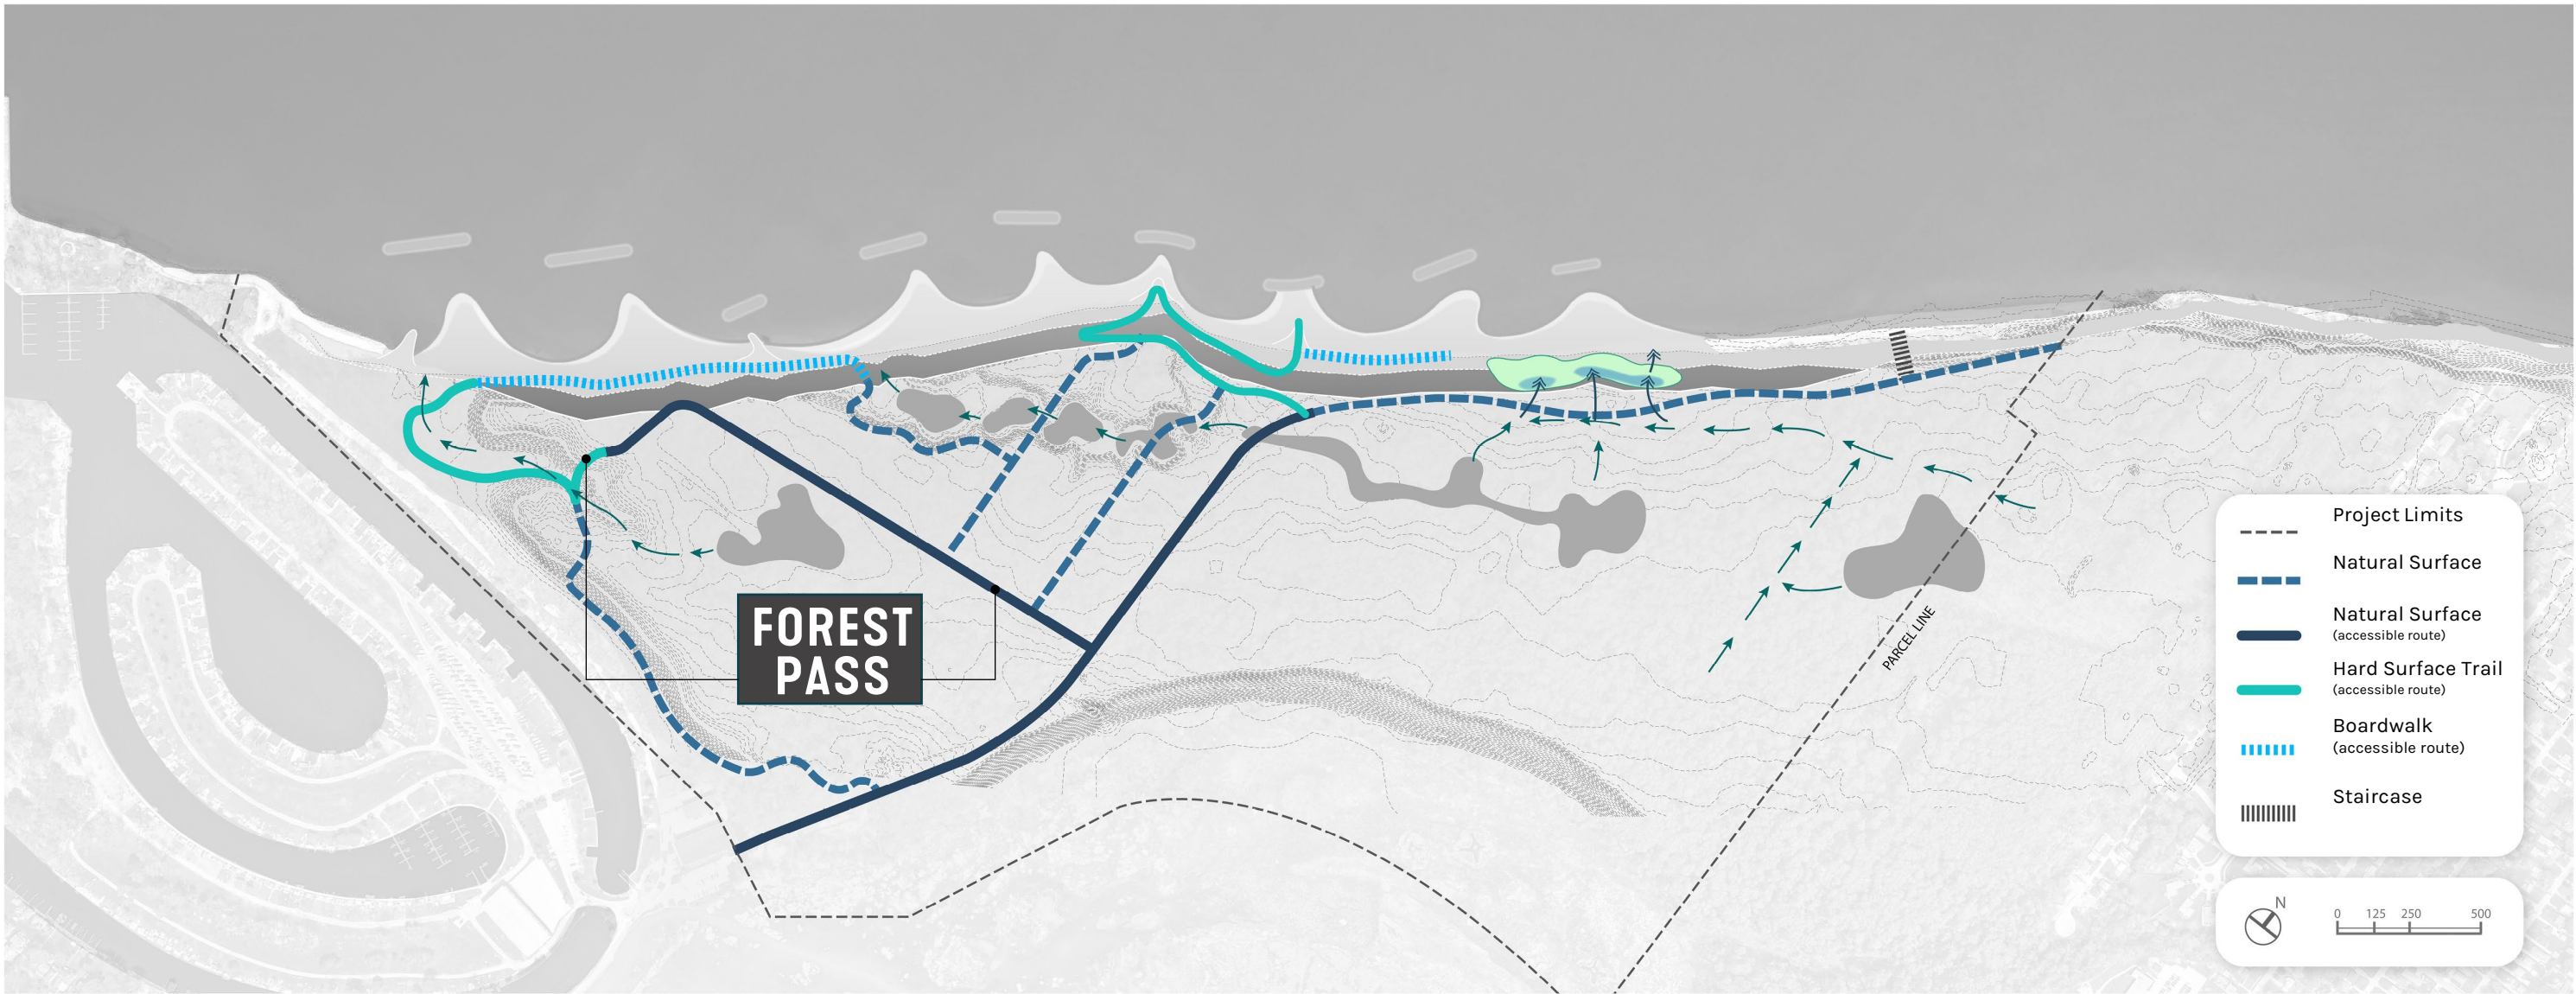 FOREST
PASS
PARCEL LINE
Project Limits
Natural Surface
Natural Surface
(accessible route)
Hard Surface Trail
(accessible route)
Boardwalk
(accessible route)
Staircase
N
0 125 250 500